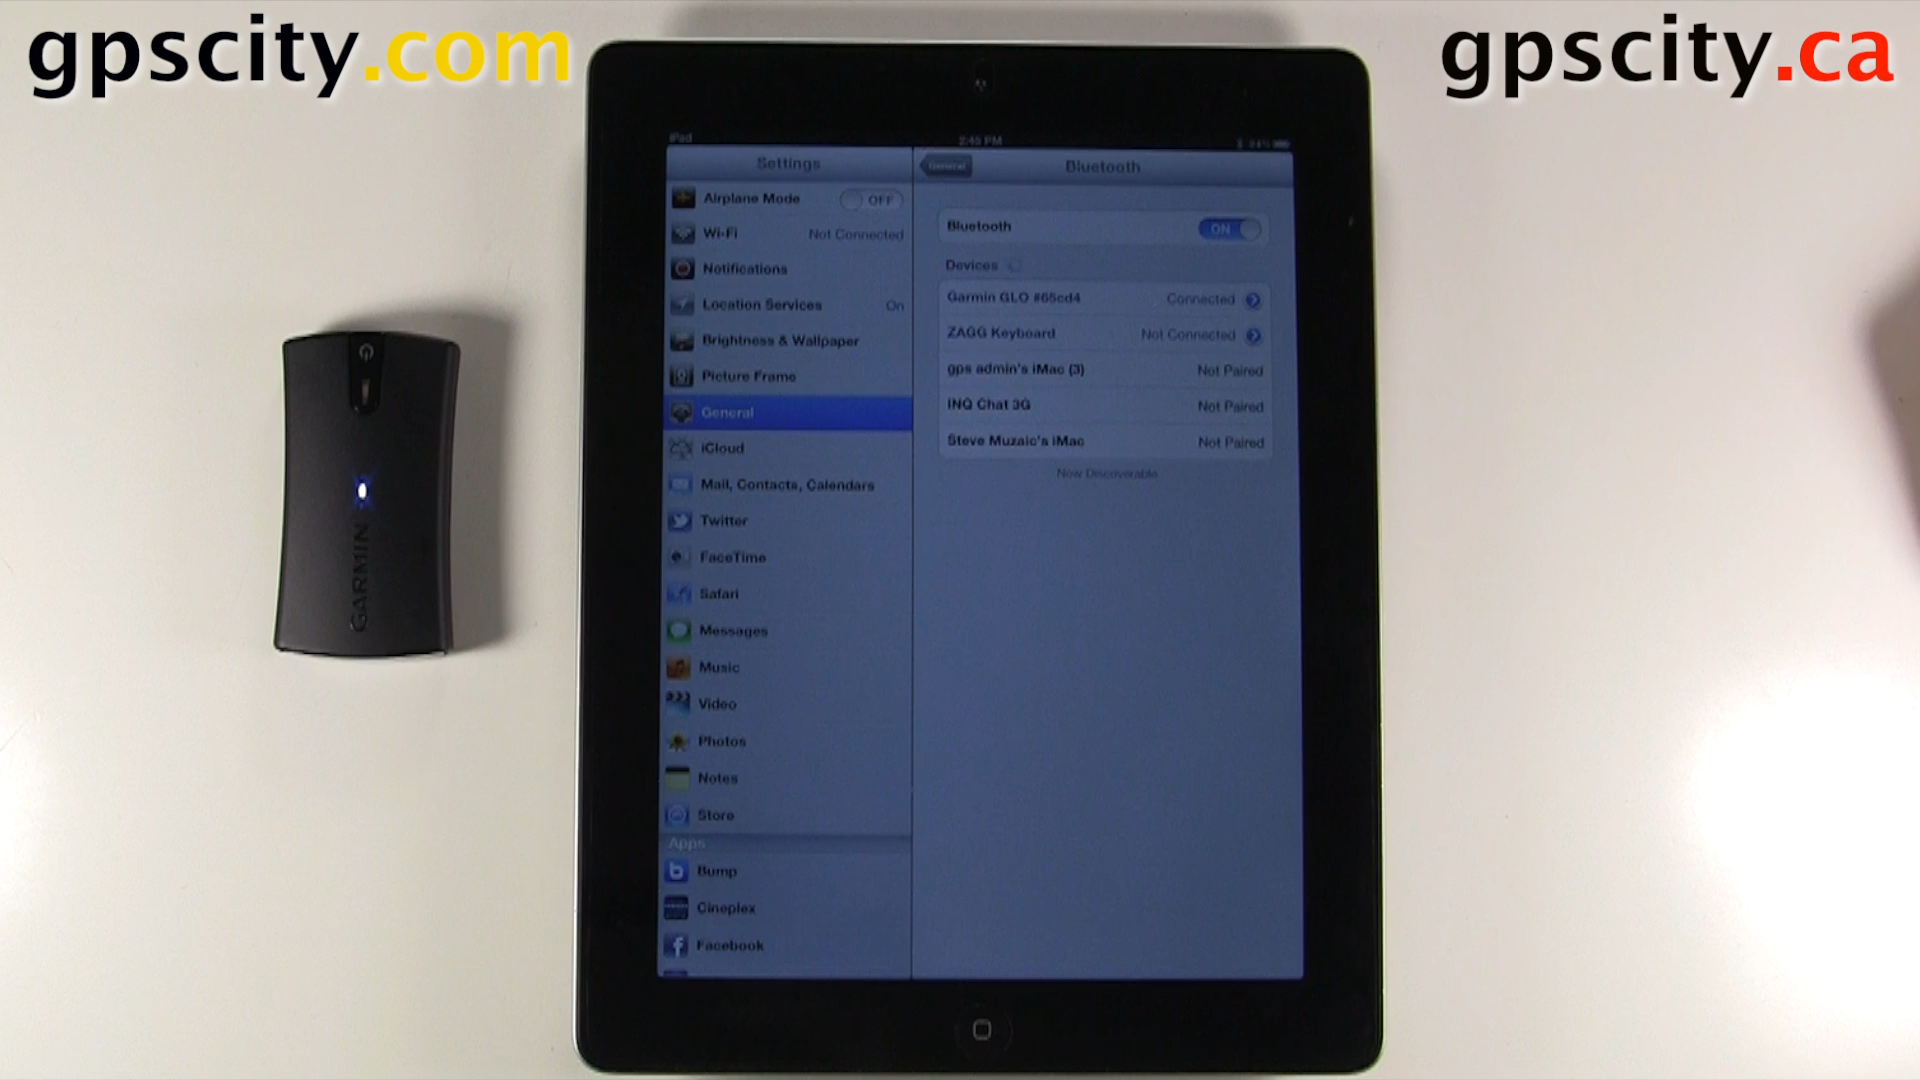 gpscity.com
gpscity.ca
iPad
2:45 PM
Settings
General
Bluetooth
Airplane Mode OFF
Wi-Fi Not Connected
Notifications
Location Services On
Brightness & Wallpaper
Picture Frame
General
iCloud
Mail, Contacts, Calendars
Twitter
FaceTime
Safari
Messages
Music
Video
Photos
Notes
Store
Apps
Bump
Cineplex
Facebook
Bluetooth ON
Devices
Garmin GLO #65cd4 Connected
ZAGG Keyboard Not Connected
gps admin's iMac (3) Not Paired
INQ Chat 3G Not Paired
Steve Muzaic's iMac Not Paired
Now Discoverable
GARMIN